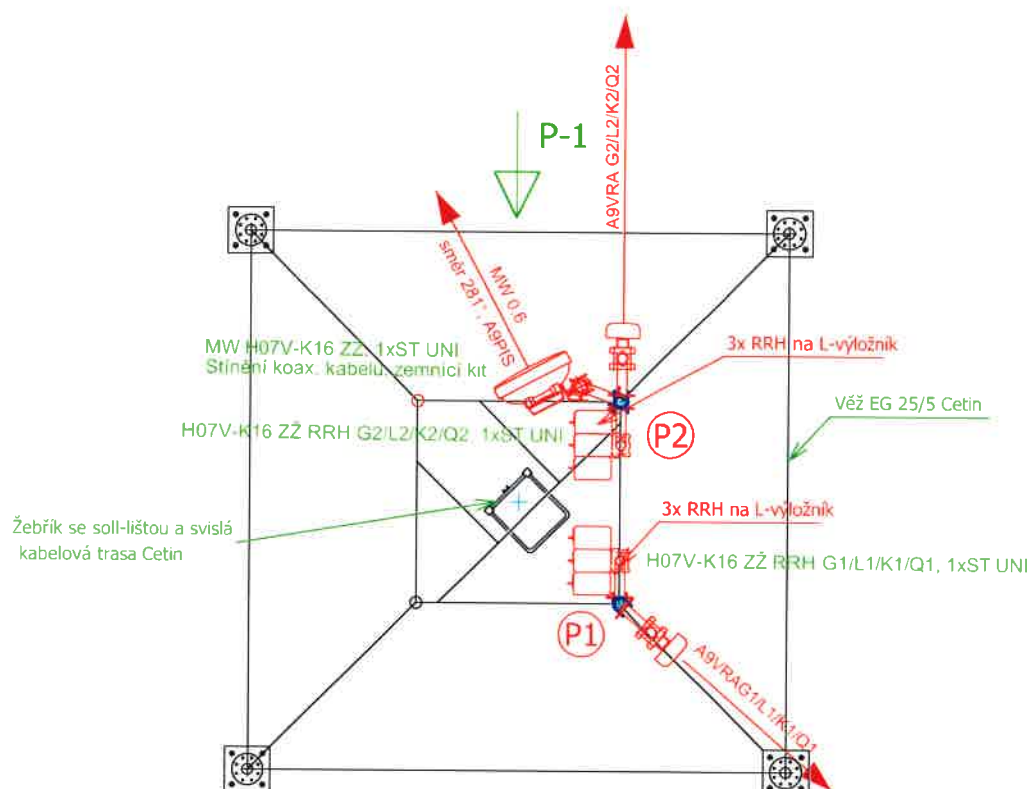 A9VRA G2/L2/K2/Q2
P-1
MW 0.6
směr 281°, A9PIS
MW H07V-K16 ZŽ, 1xST UNI
Stínění koax. kabelu, zemnící kit
3x RRH na L-výložník
Věž EG 25/5 Cetin
H07V-K16 ZŽ RRH G2/L2/K2/Q2, 1xST UNI
P2
Žebřík se soll-lištou a svislá
kabelová trasa Cetin
3x RRH na L-výložník
H07V-K16 ZŽ RRH G1/L1/K1/Q1, 1xST UNI
P1
A9VRAG1/L1/K1/Q1